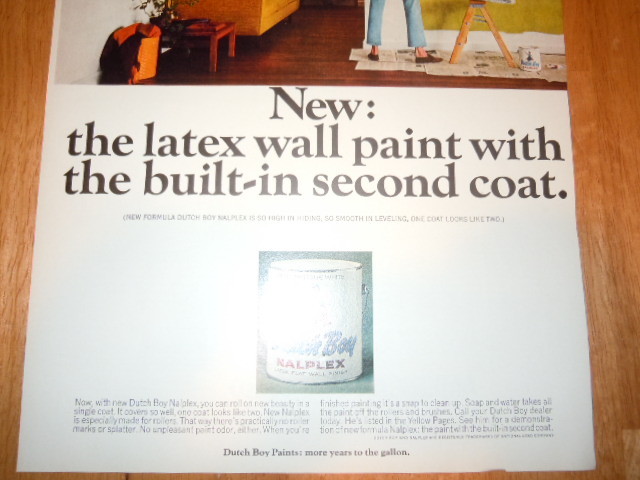 New:
the latex wall paint with
the built-in second coat.
(NEW FORMULA DUTCH BOY NALPLEX IS SO HIGH IN HIDING, SO SMOOTH IN LEVELING, ONE COAT LOOKS LIKE TWO.)
Dutch Boy
NALPLEX
Now, with new Dutch Boy Nalplex, you can roll on new beauty in a
single coat. It covers so well, one coat looks like two. New Nalplex
is especially made for rollers. That way there's practically no roller
marks or splatter. No unpleasant paint odor, either. When you're
finished painting it's a snap to clean up. Soap and water takes all
the paint off the rollers and brushes. Call your Dutch Boy dealer
today. He's listed in the Yellow Pages. See him for a demonstra-
tion of new formula Nalplex: the paint with the built-in second coat.
Dutch Boy Paints: more years to the gallon.